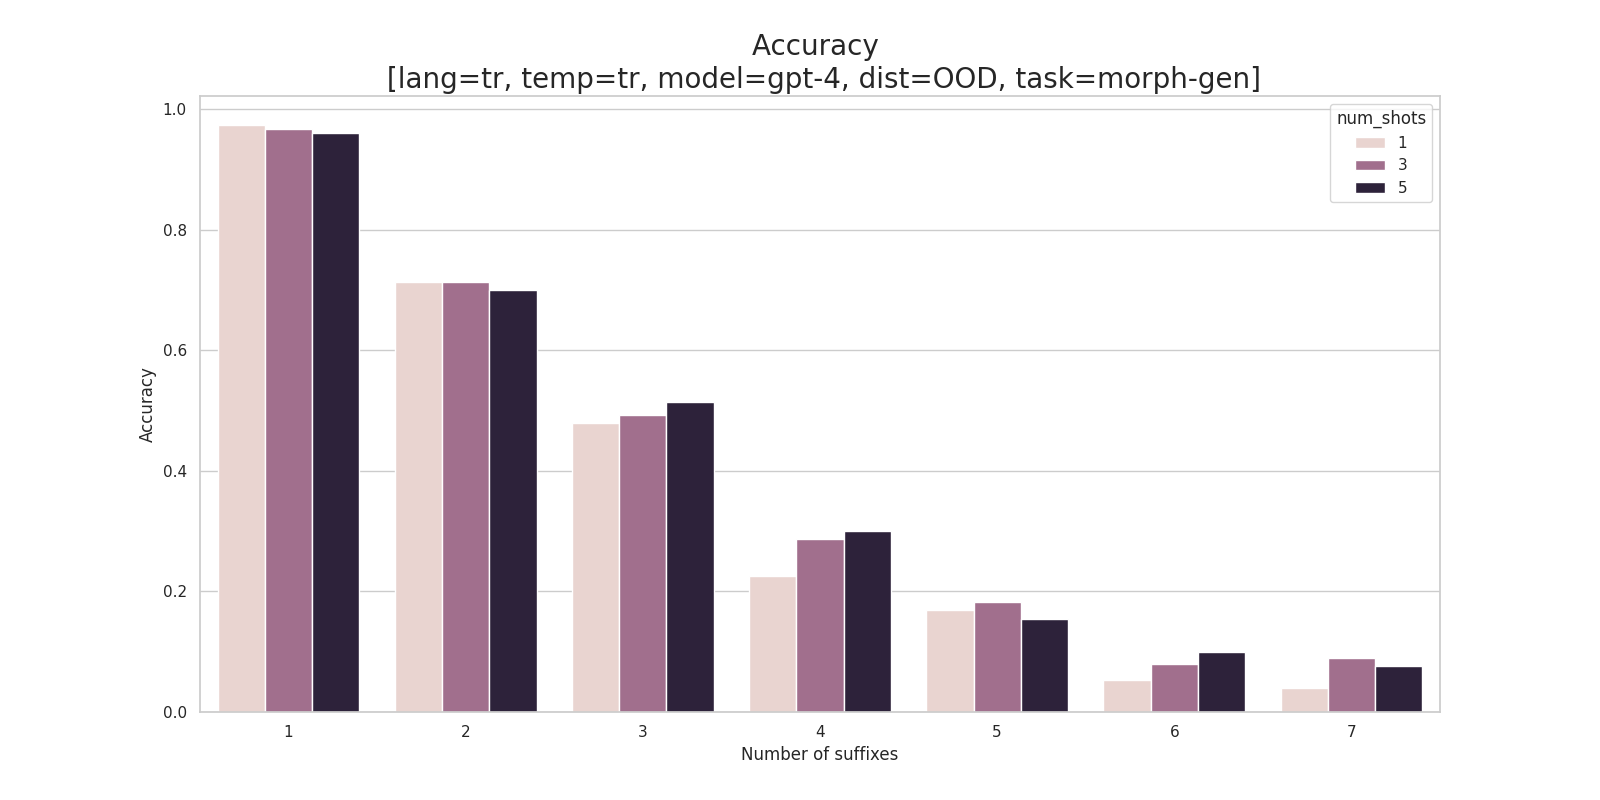 Accuracy
[lang=tr, temp=tr, model=gpt-4, dist=OOD, task=morph-gen]
1.0
0.8
0.6
0.4
0.2
0.0
Accuracy
num_shots
1
3
5
1 2 3 4 5 6 7
Number of suffixes